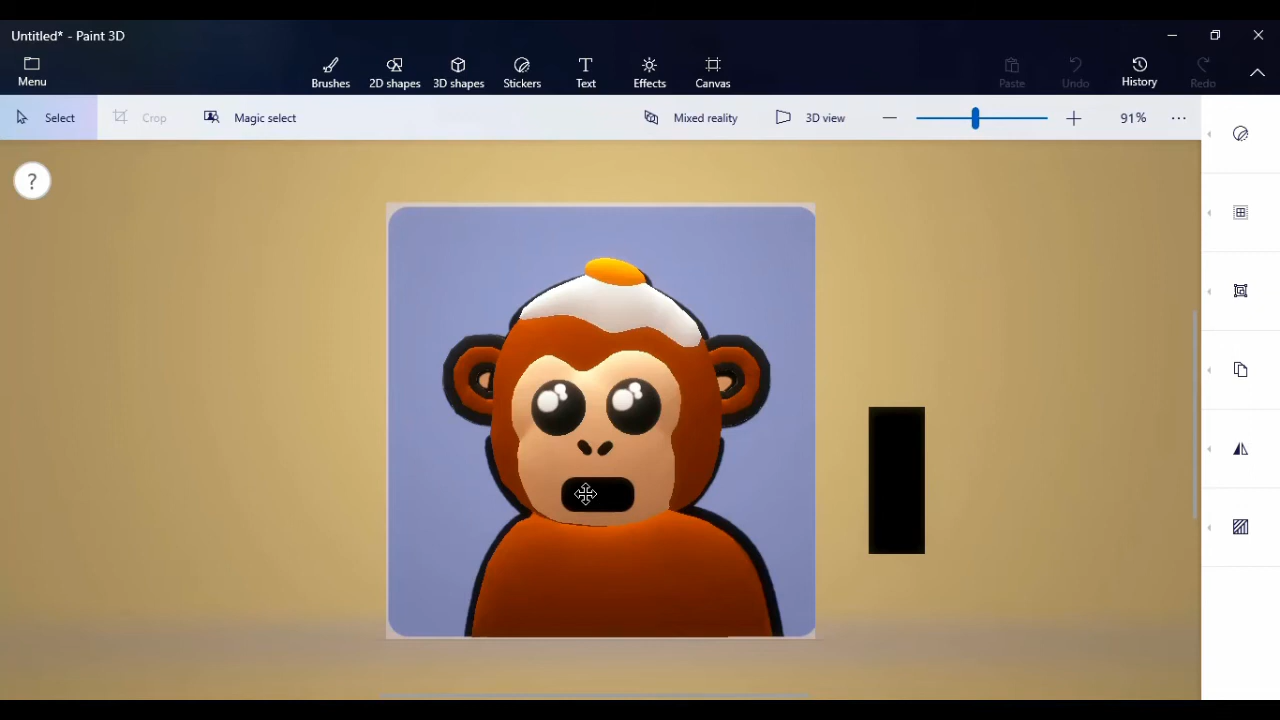 Untitled* - Paint 3D
Menu
Brushes
2D shapes
3D shapes
Stickers
Text
Effects
Canvas
Paste
Undo
History
Redo
Select
Crop
Magic select
Mixed reality
3D view
91%
?